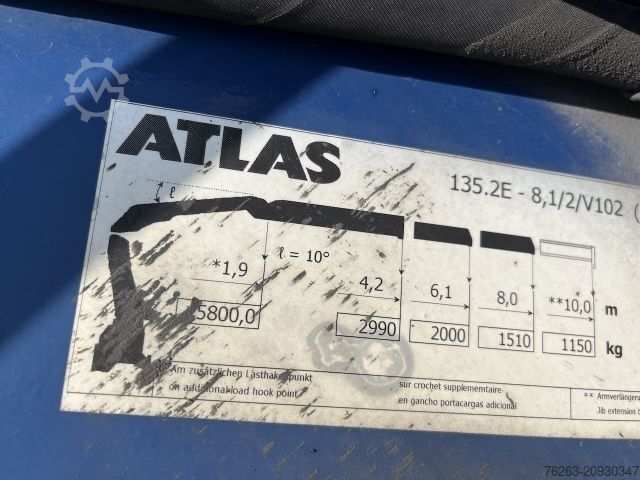 ATLAS
135.2E - 8,1/2/V102 (
ℓ
ℓ = 10°
*1,9 4,2 6,1 8,0 **10,0 m
5800,0 2990 2000 1510 1150 kg
Am zusätzlichen Lasthakenpunkt
on additional load hook point
sur crochet supplementaire
en gancho portacargas adicional
** Armverlängeru
Jib extension
76263-20930347